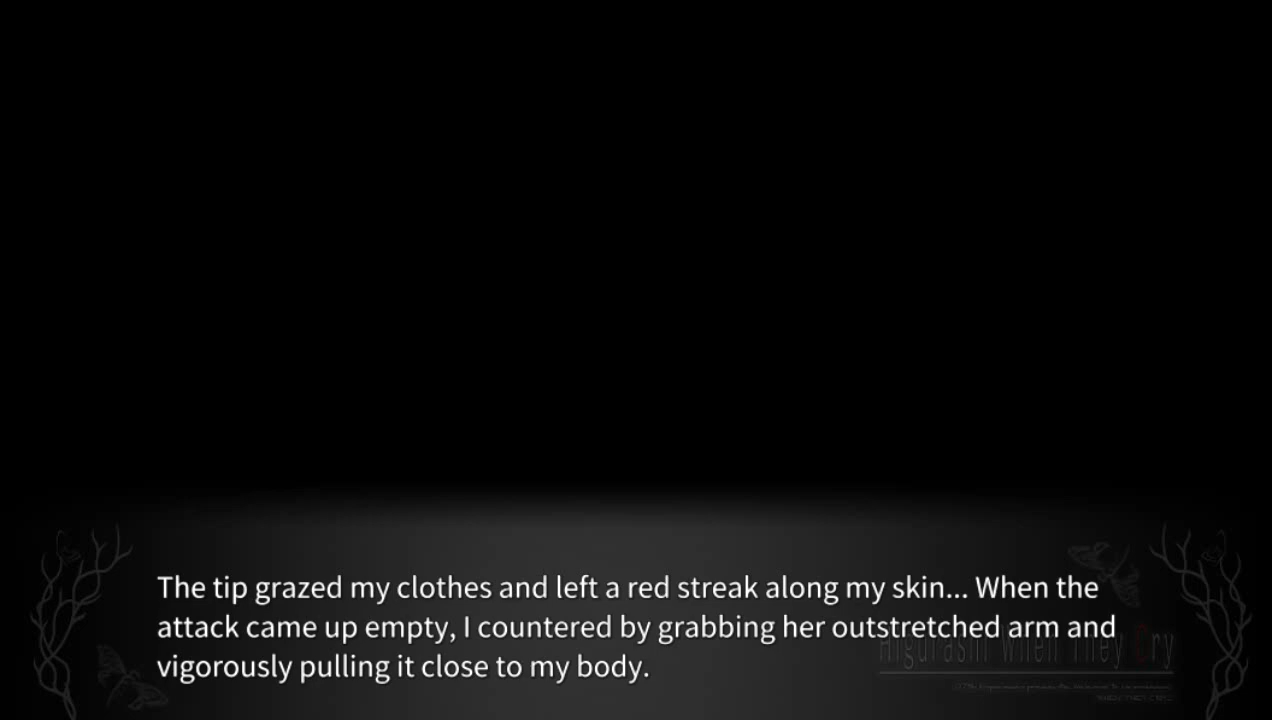 The tip grazed my clothes and left a red streak along my skin... When the
attack came up empty, I countered by grabbing her outstretched arm and
vigorously pulling it close to my body.
Higurashi When They Cry